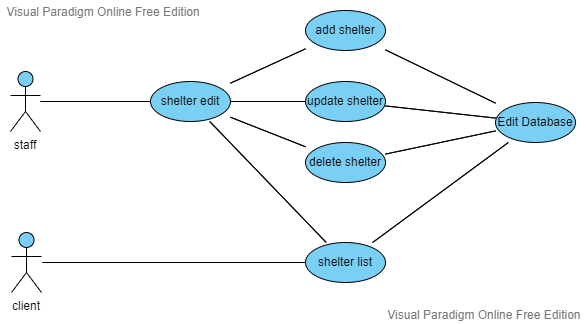 Visual Paradigm Online Free Edition
add shelter
shelter edit
update shelter
Edit Database
staff
delete shelter
shelter list
client
Visual Paradigm Online Free Edition